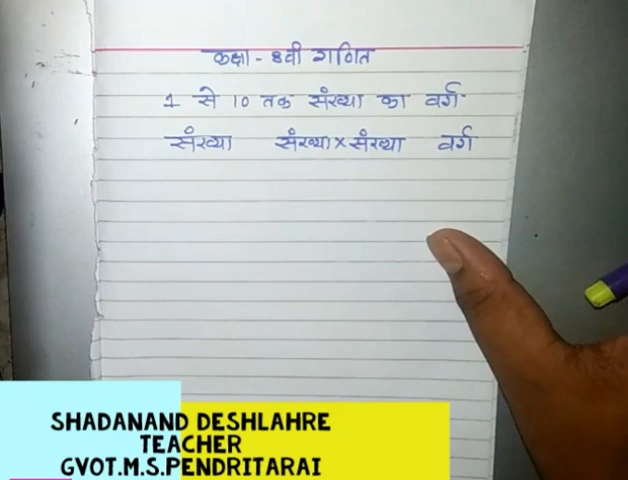 कक्षा - 8वी गणित
1 से 10 तक संख्या का वर्ग
संख्या संख्या×संख्या वर्ग
SHADANAND DESHLAHRE
TEACHER
GVOT.M.S.PENDRITARAI